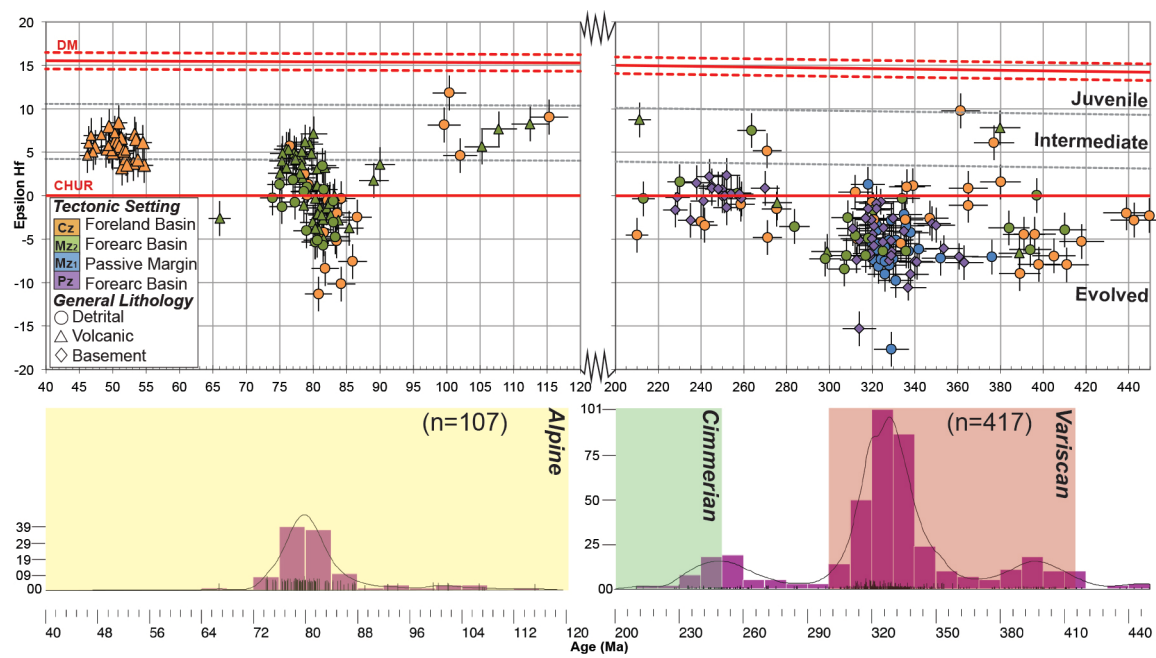 20
15
10
5
0
-5
-10
-15
-20
Epsilon Hf
DM
CHUR
Juvenile
Intermediate
Evolved
Tectonic Setting
Cz Foreland Basin
Mz2 Forearc Basin
Mz1 Passive Margin
Pz Forearc Basin
General Lithology
Detrital
Volcanic
Basement
40 45 50 55 60 65 70 75 80 85 90 95 100 105 110 115 120
200 220 240 260 280 300 320 340 360 380 400 420 440
(n=107)
Alpine
39
29
19
09
00
101
75
50
25
00
Cimmerian
(n=417)
Variscan
40 48 56 64 72 80 88 96 104 112 120
200 230 260 290 320 350 380 410 440
Age (Ma)